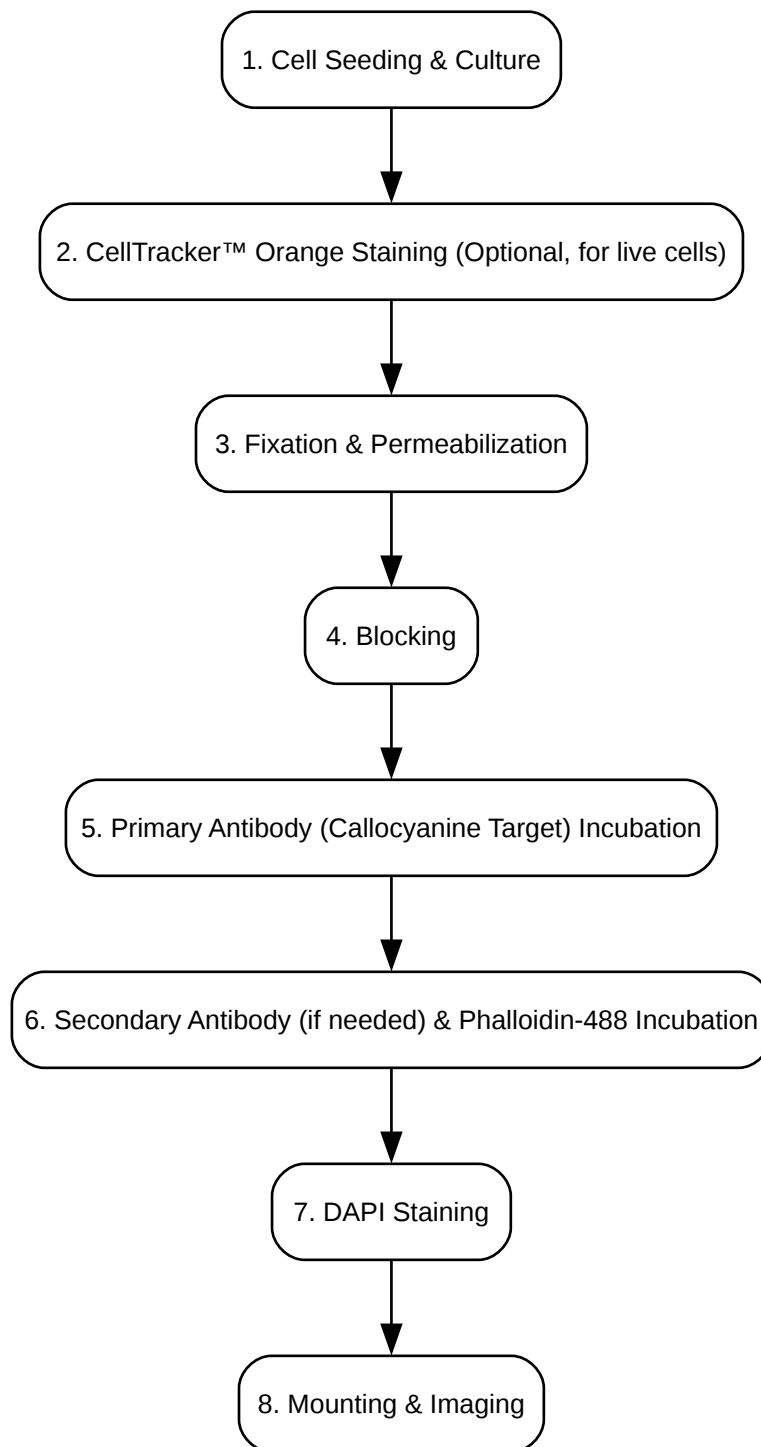 1. Cell Seeding & Culture
2. CellTracker™ Orange Staining (Optional, for live cells)
3. Fixation & Permeabilization
4. Blocking
5. Primary Antibody (Callocyanine Target) Incubation
6. Secondary Antibody (if needed) & Phalloidin-488 Incubation
7. DAPI Staining
8. Mounting & Imaging